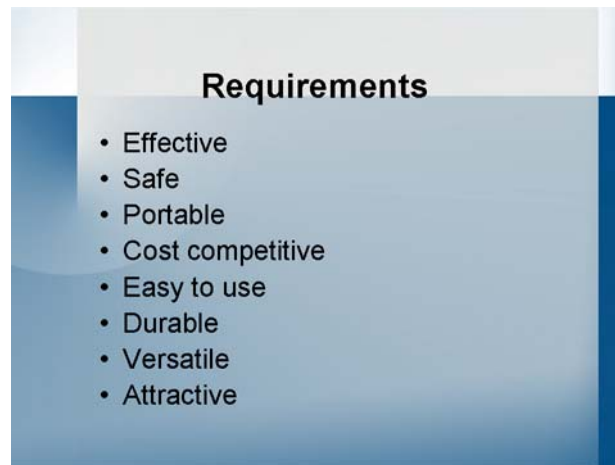 Requirements
• Effective
• Safe
• Portable
• Cost competitive
• Easy to use
• Durable
• Versatile
• Attractive